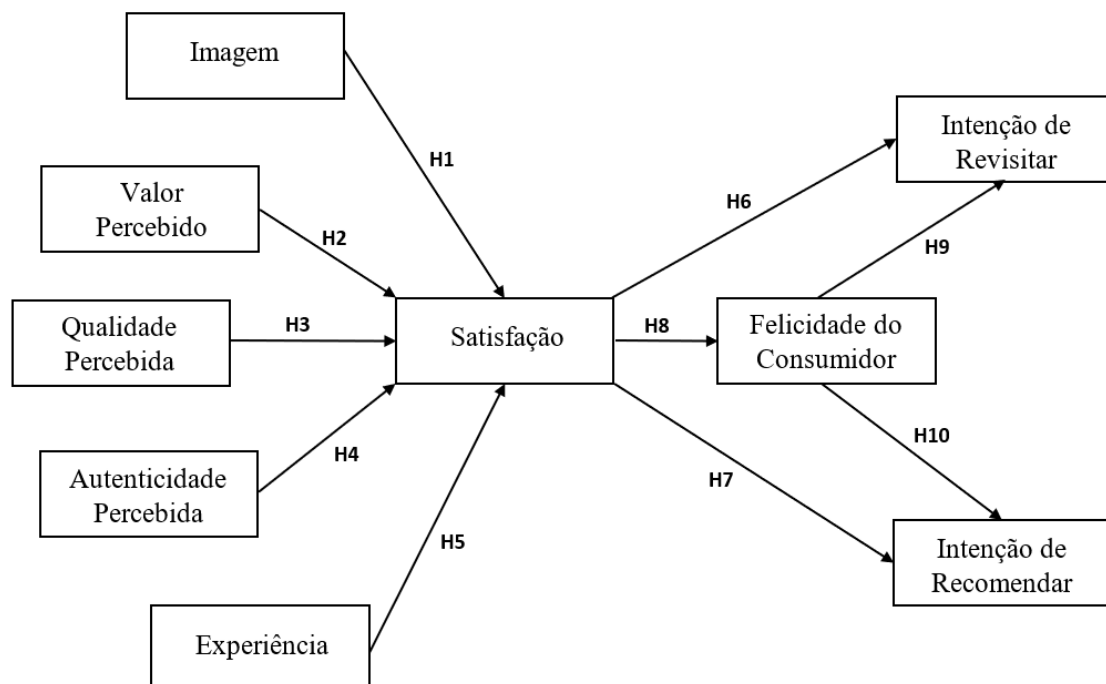 Imagem
H1
Valor
Percebido
H2
Qualidade
Percebida
H3
Autenticidade
Percebida
H4
Experiência
H5
Satisfação
H6
H8
H7
Felicidade do
Consumidor
H9
H10
Intenção de
Revisitar
Intenção de
Recomendar